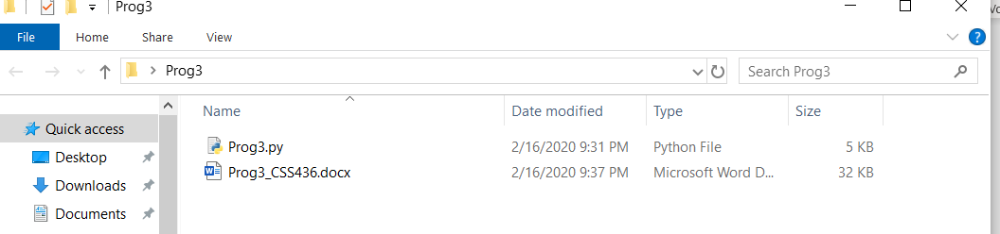 Prog3
File Home Share View
Prog3 Search Prog3
Name Date modified Type Size
Quick access
Prog3.py 2/16/2020 9:31 PM Python File 5 KB
Desktop
Prog3_CSS436.docx 2/16/2020 9:37 PM Microsoft Word D... 32 KB
Downloads
Documents